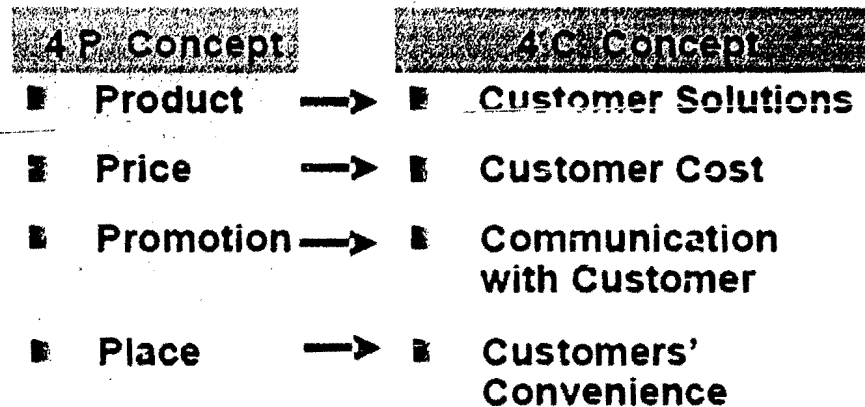 4 P Concept 4 C Concept
Product Customer Solutions
Price Customer Cost
Promotion Communication
with Customer
Place Customers'
Convenience